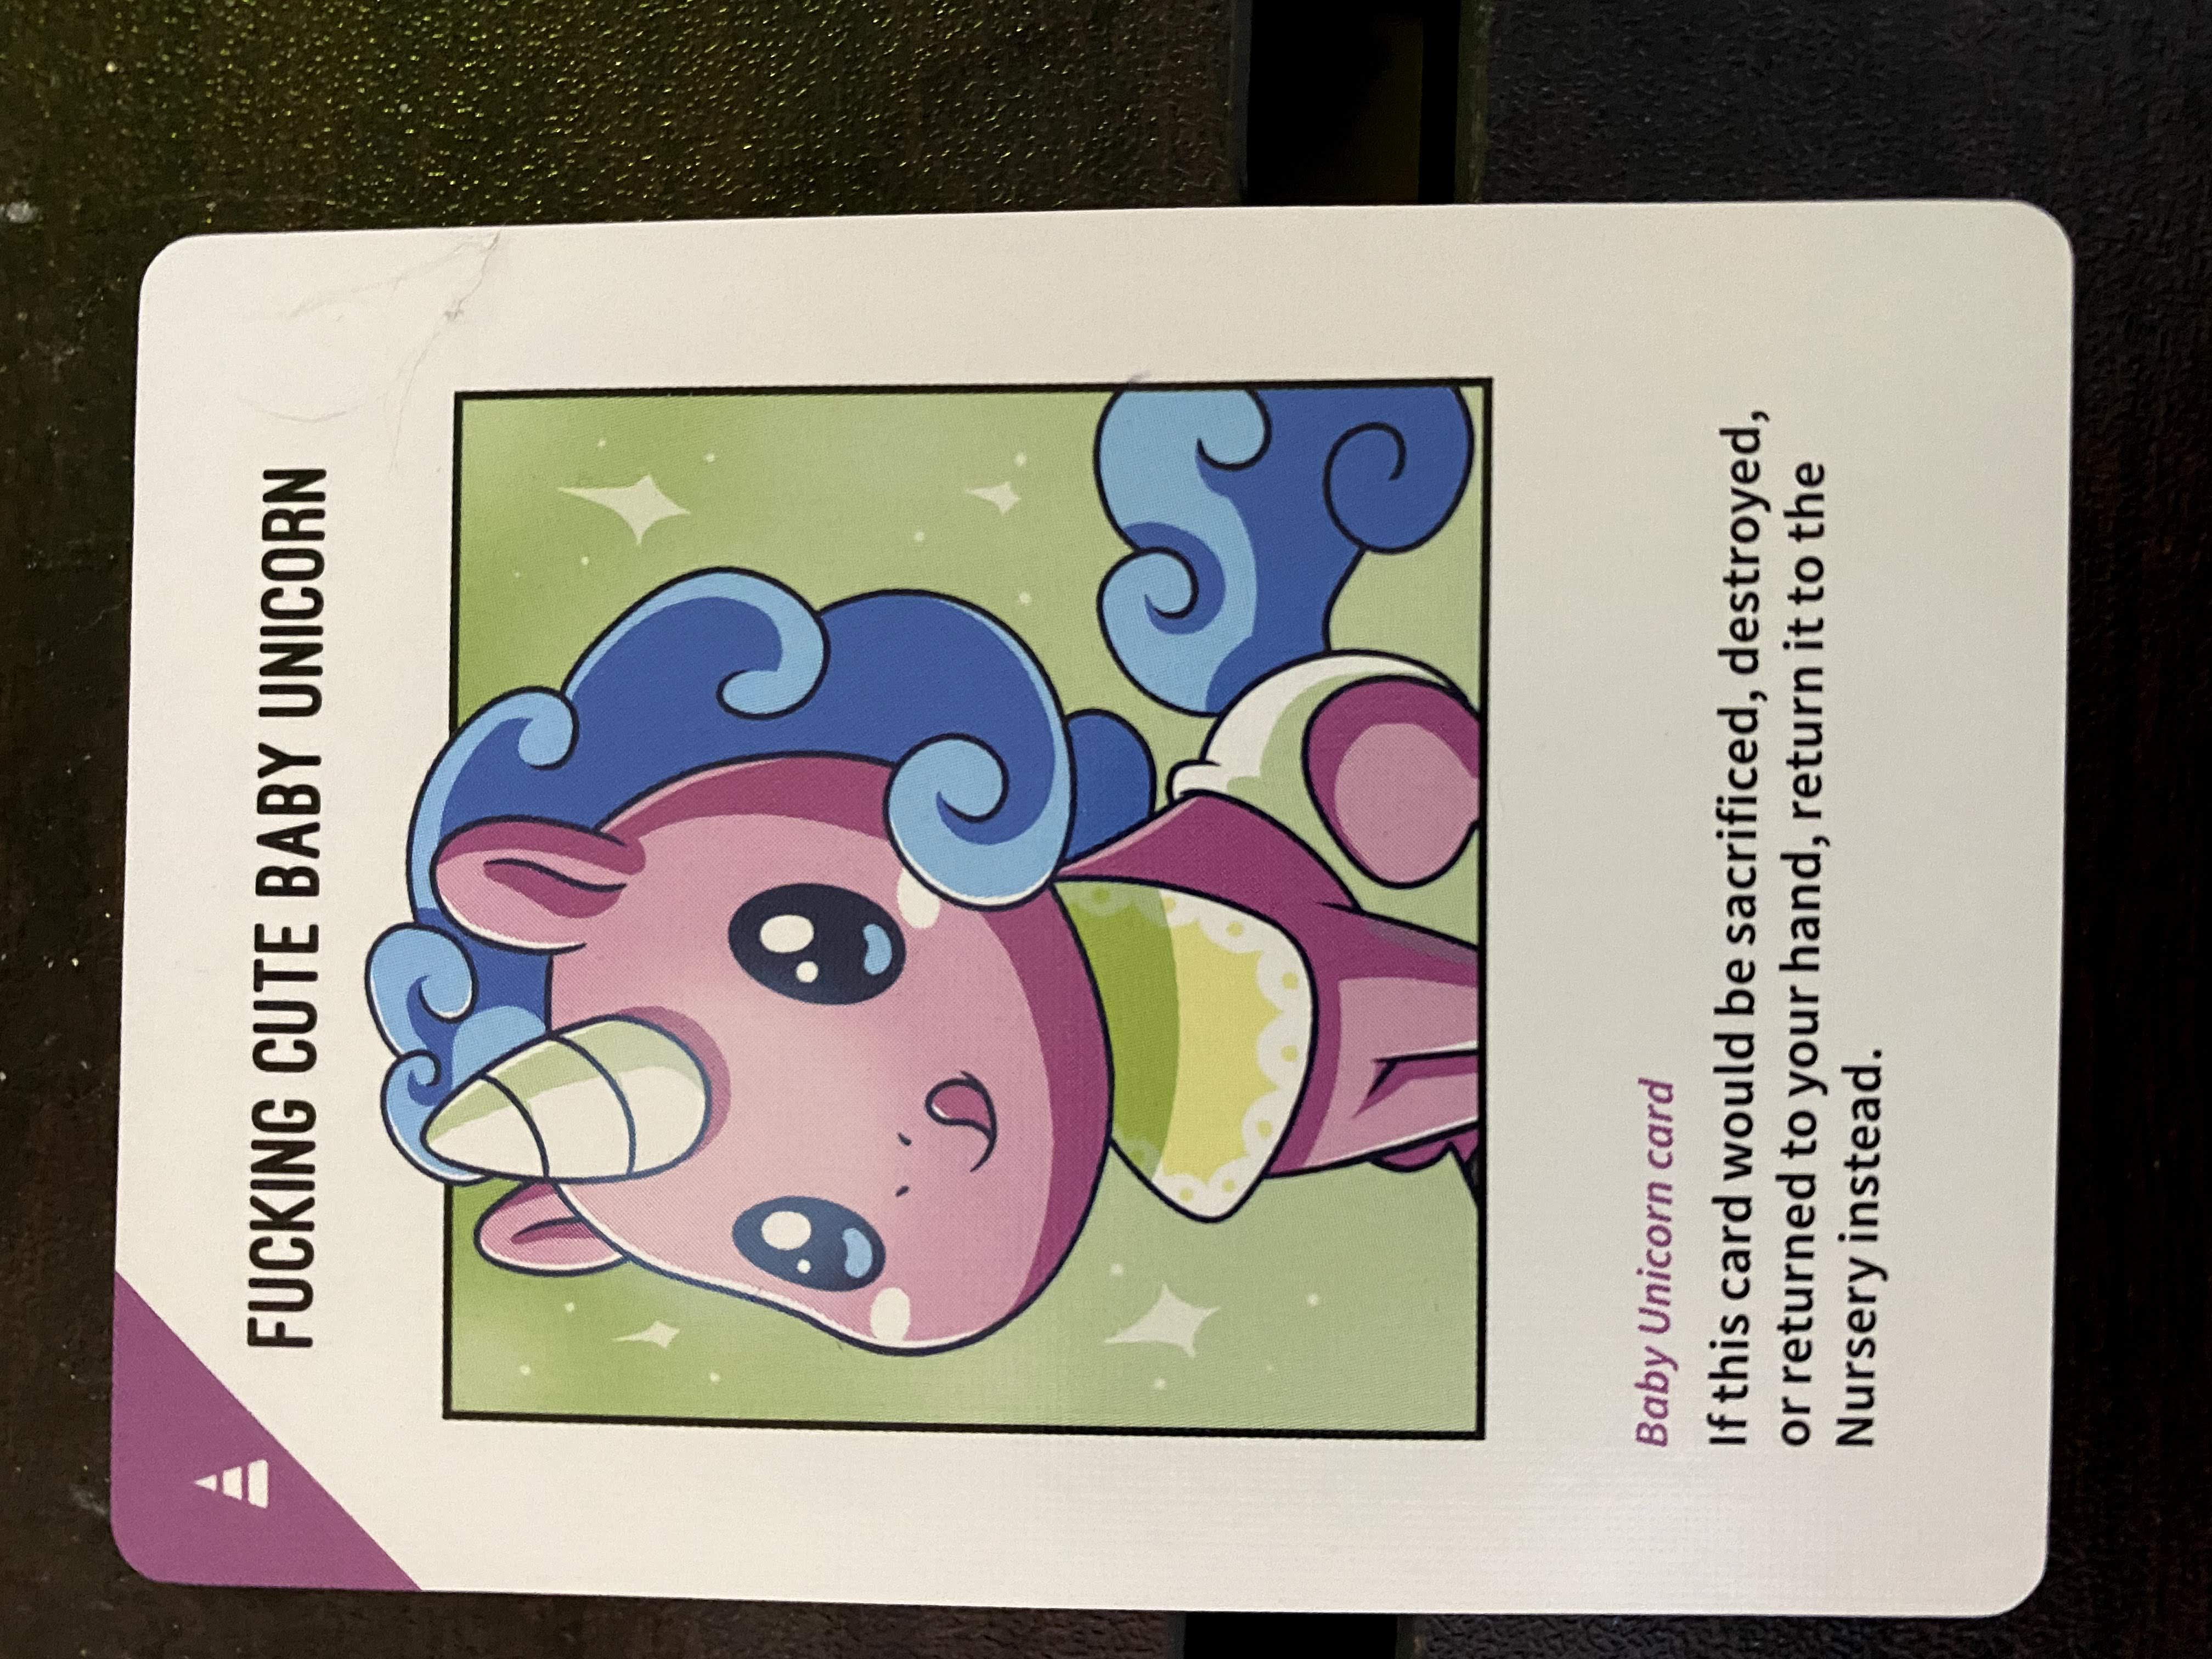 FUCKING CUTE BABY UNICORN
Baby Unicorn card
If this card would be sacrificed, destroyed,
or returned to your hand, return it to the
Nursery instead.